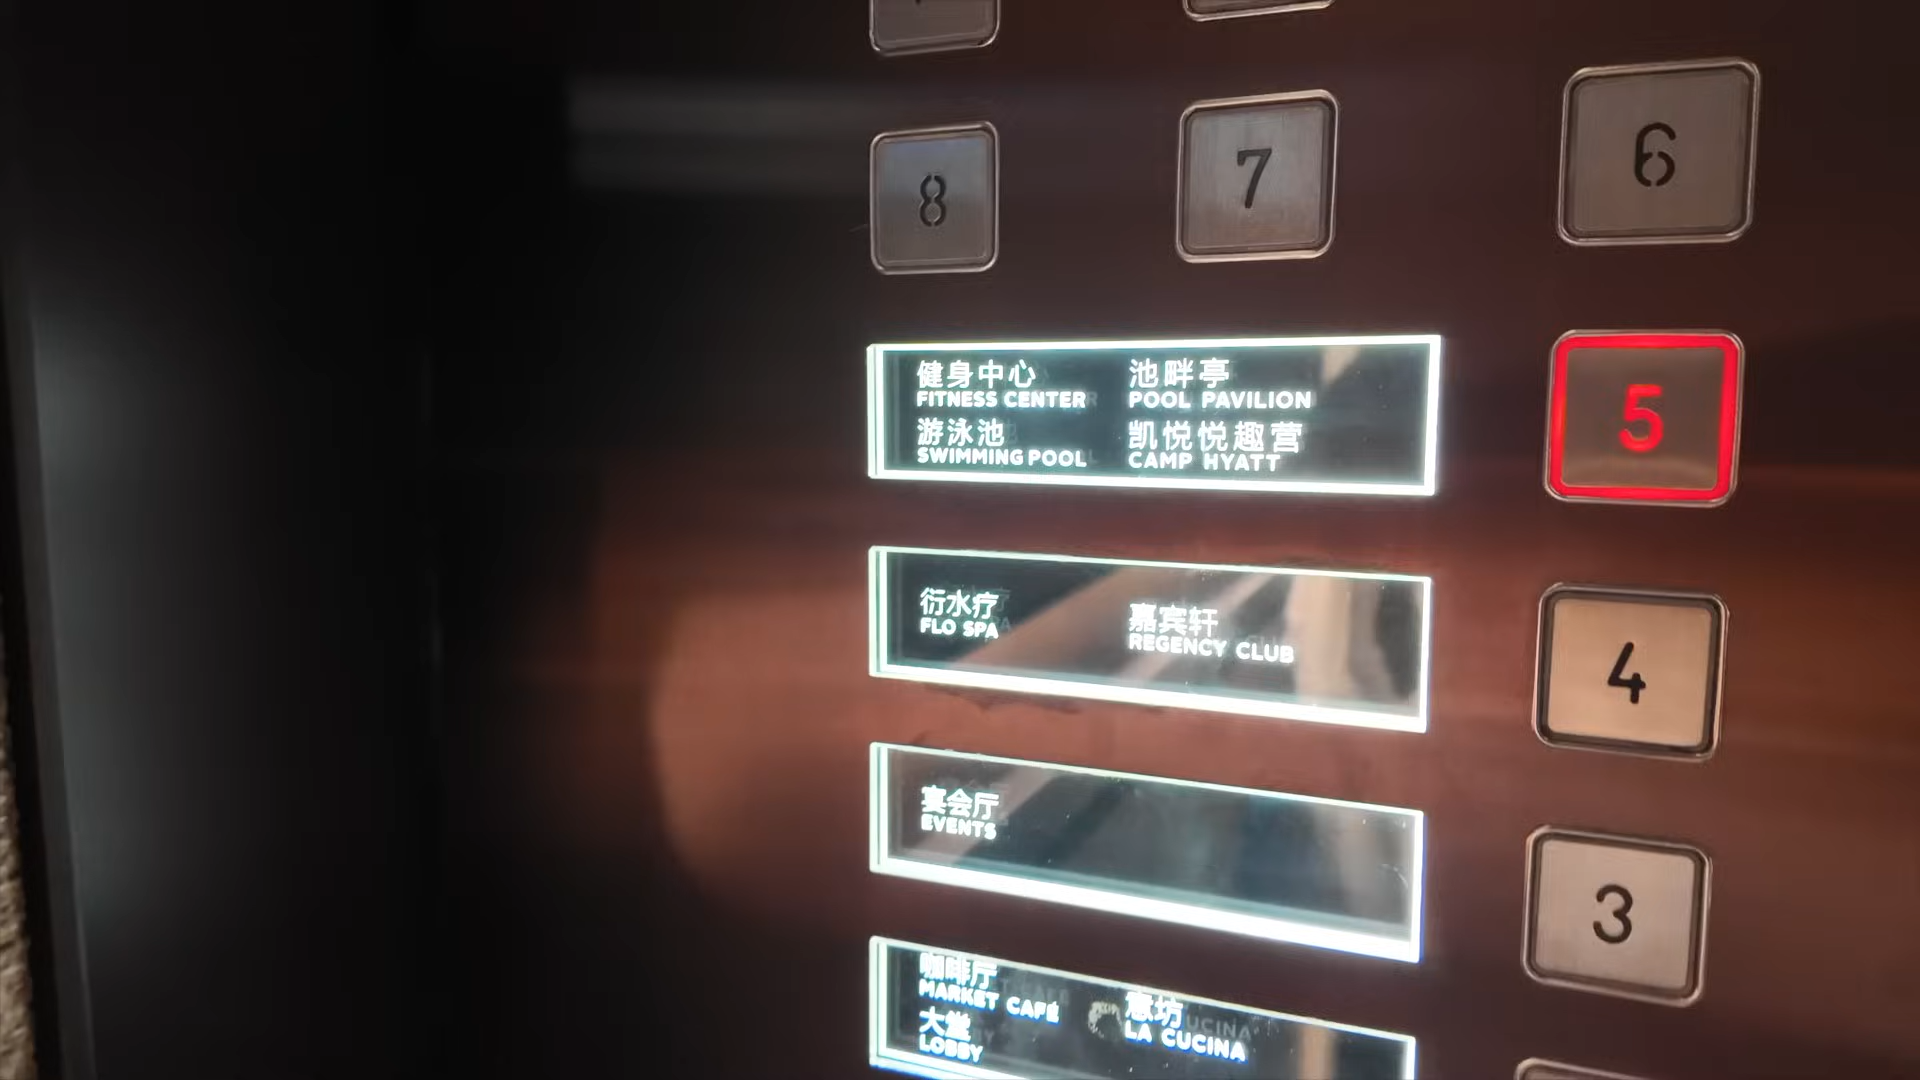 8
7
6
健身中心
FITNESS CENTER
游泳池
SWIMMING POOL
池畔亭
POOL PAVILION
凯悦悦趣营
CAMP HYATT
5
衍水疗
FLO SPA
嘉宾轩
REGENCY CLUB
4
宴会厅
EVENTS
3
咖啡厅
MARKET CAFÉ
大堂
LOBBY
意坊
LA CUCINA